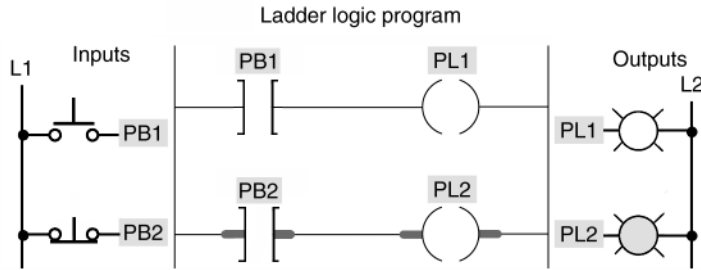 Ladder logic program
L1
Inputs
PB1
PL1
Outputs
L2
PB1
PL1
PB2
PL2
PB2
PL2